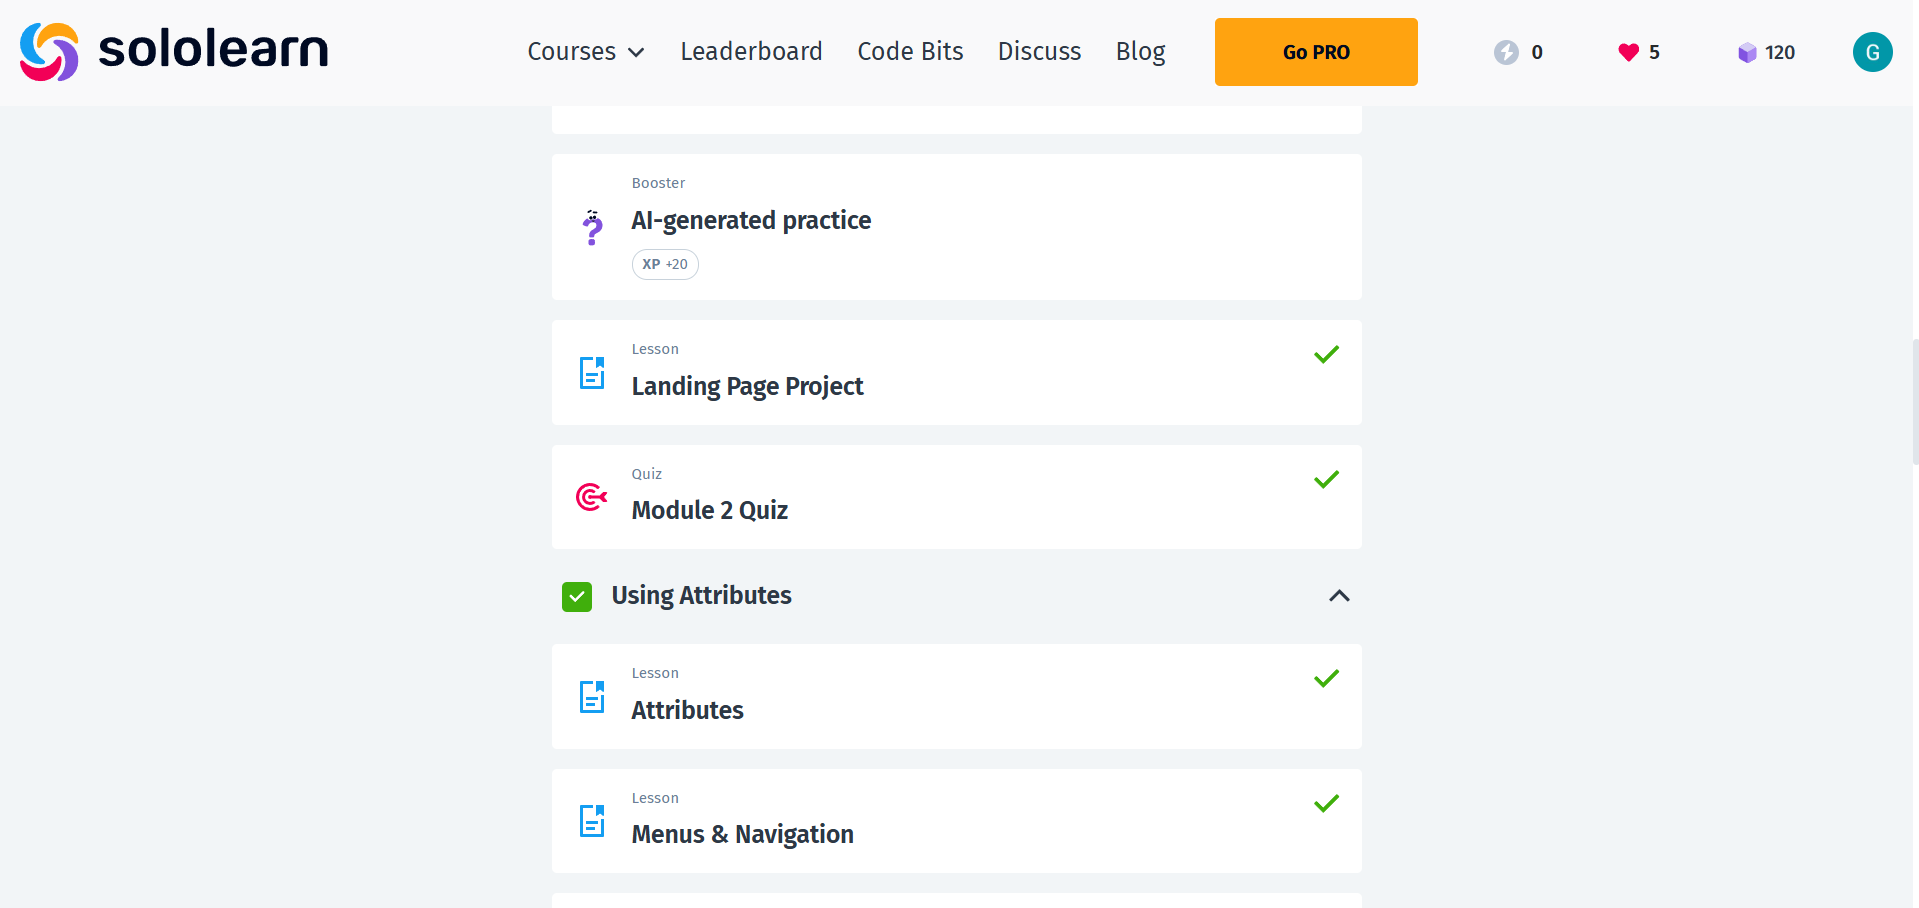 sololearn
Courses
Leaderboard
Code Bits
Discuss
Blog
Go PRO
0
5
120
G
Booster
AI-generated practice
XP +20
Lesson
Landing Page Project
Quiz
Module 2 Quiz
Using Attributes
Lesson
Attributes
Lesson
Menus & Navigation